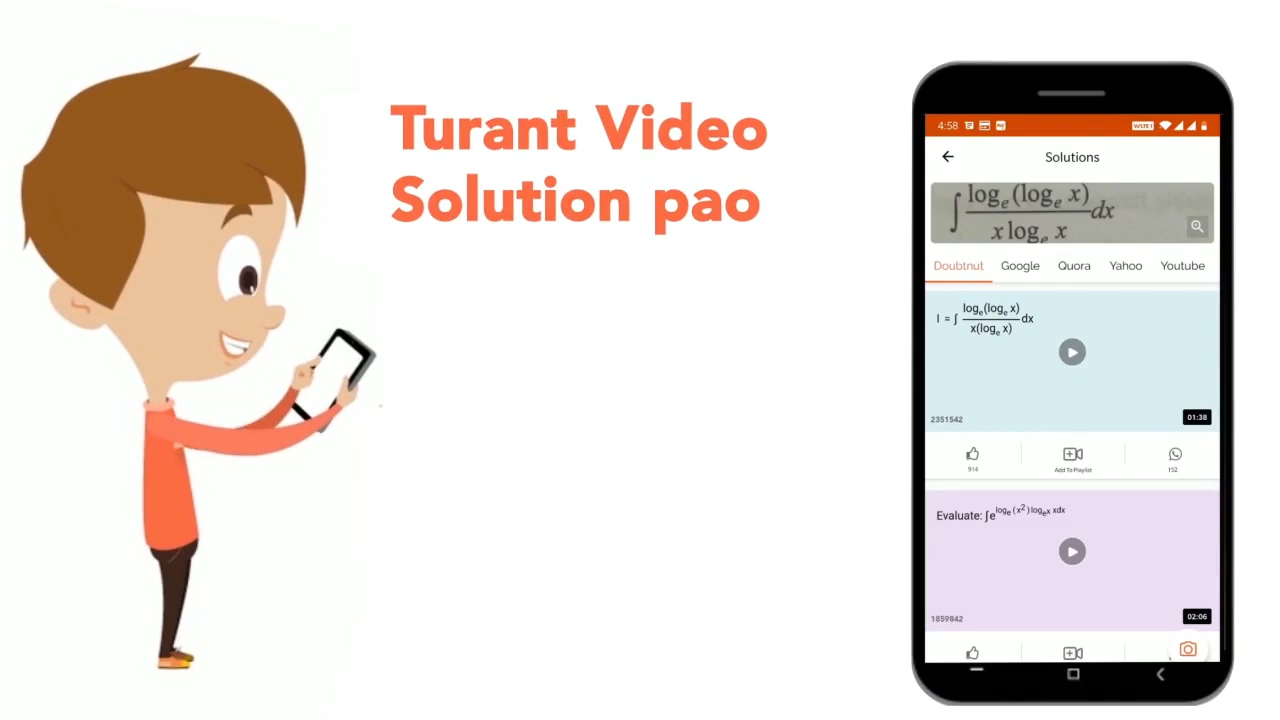 Turant Video
Solution pao
4:58
Solutions
∫ logₑ(logₑ x) / x logₑ x dx
Doubtnut Google Quora Yahoo Youtube
I = ∫ logₑ(logₑ x) / x(logₑ x) dx
2351542 01:38
914 Add To Playlist 152
Evaluate: ∫e^logₑ(x²)logₑx xdx
1859842 02:06